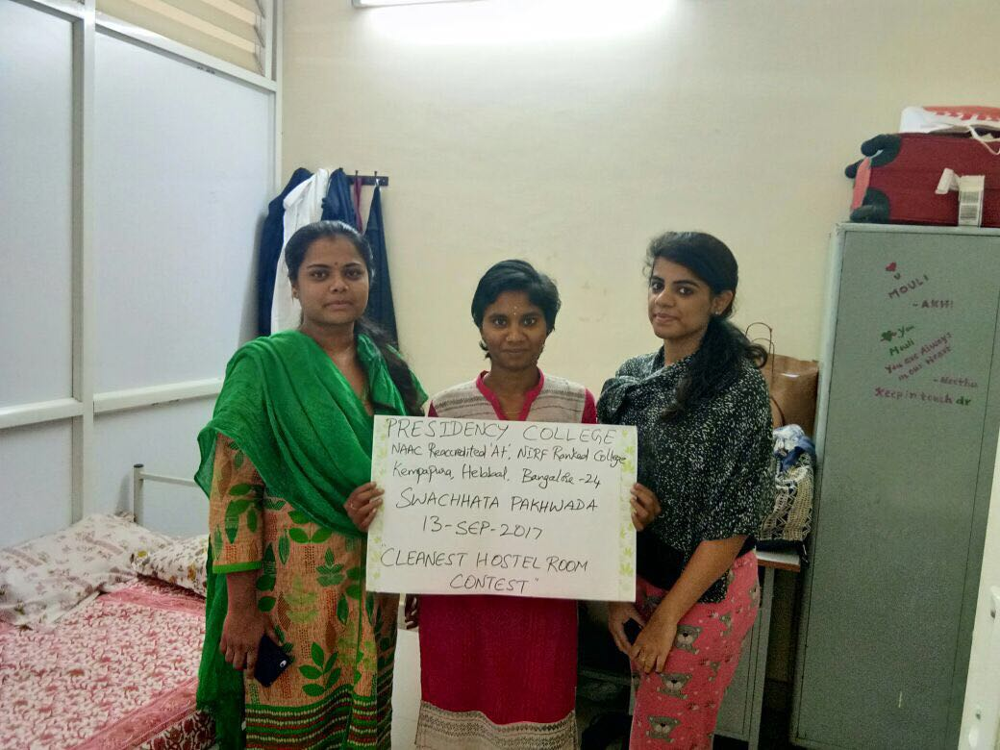 PRESIDENCY COLLEGE
NAAC Reaccredited 'A+', NIRF Ranked College
Kempapura, Hebbal, Bangalore-24
SWACHHATA PAKHWADA
13-SEP-2017
"CLEANEST HOSTEL ROOM
CONTEST"
U
MOULI
-AKHI
You
Mouli
You are Always
in our Heart
-Neethu
Keep in touch dr